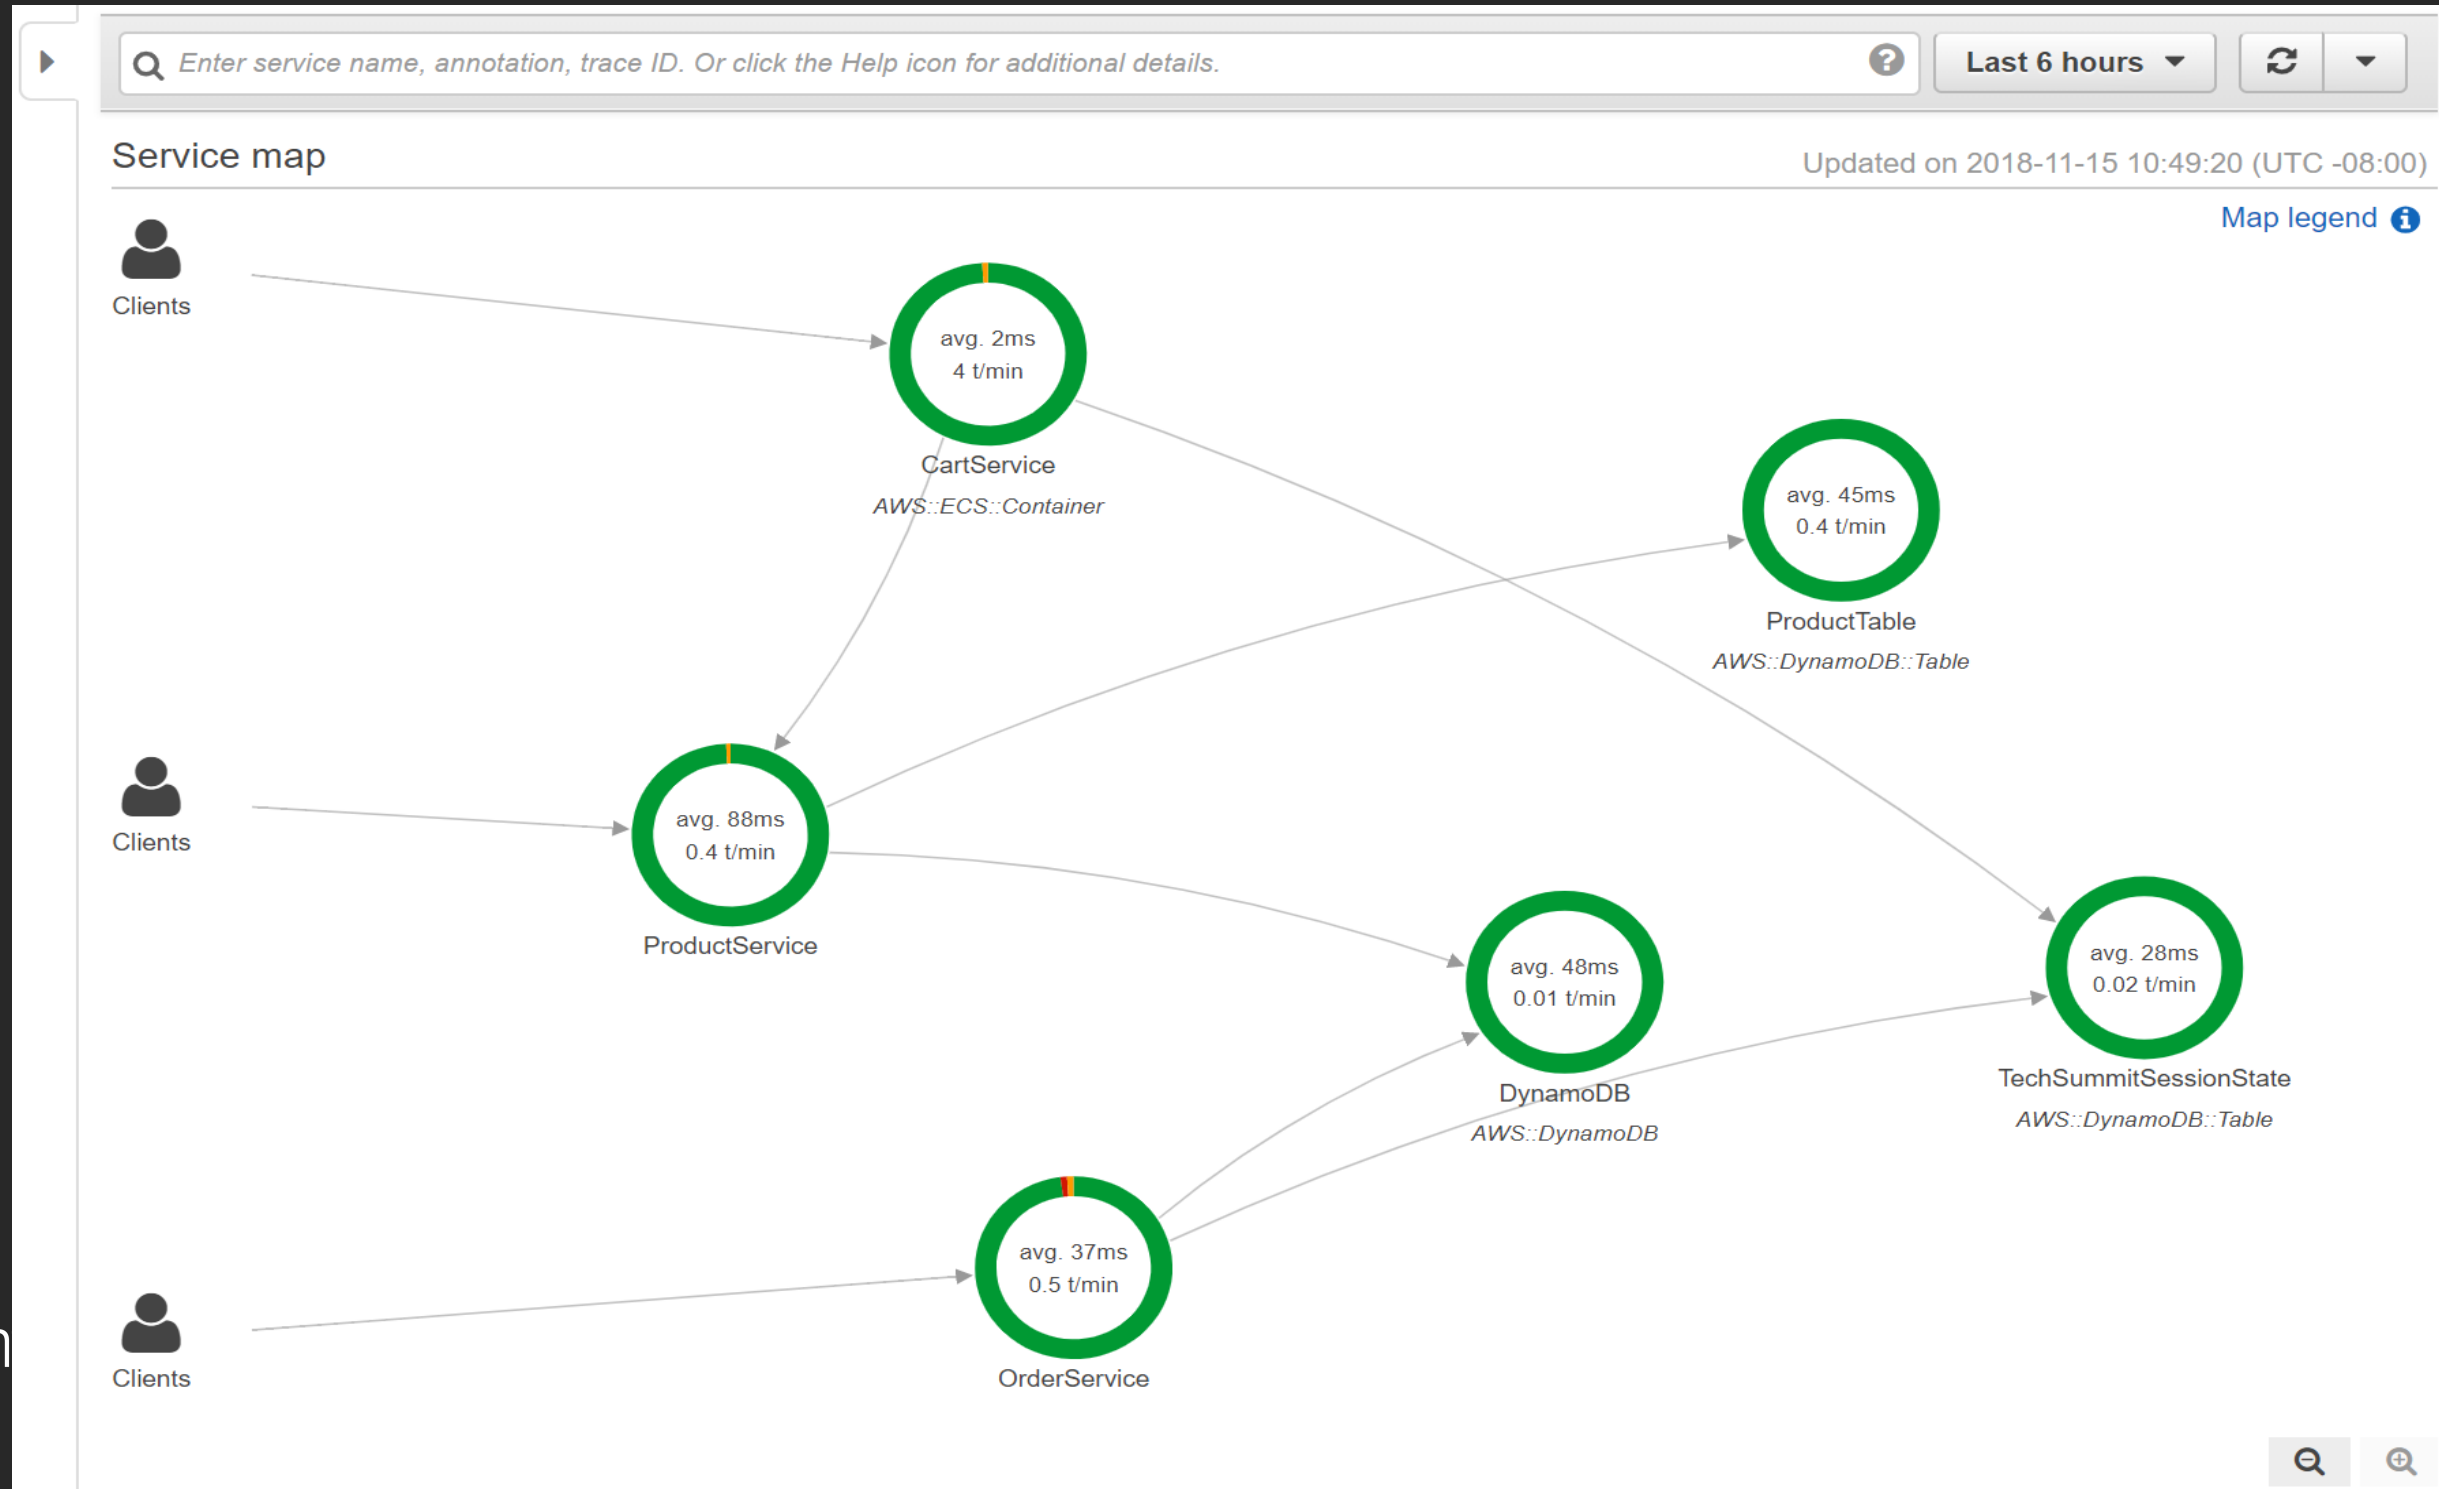 Enter service name, annotation, trace ID. Or click the Help icon for additional details.
?
Last 6 hours
Service map
Updated on 2018-11-15 10:49:20 (UTC -08:00)
Map legend i
Clients
avg. 2ms
4 t/min
CartService
AWS::ECS::Container
avg. 45ms
0.4 t/min
ProductTable
AWS::DynamoDB::Table
Clients
avg. 88ms
0.4 t/min
ProductService
avg. 48ms
0.01 t/min
DynamoDB
AWS::DynamoDB
avg. 28ms
0.02 t/min
TechSummitSessionState
AWS::DynamoDB::Table
Clients
avg. 37ms
0.5 t/min
OrderService